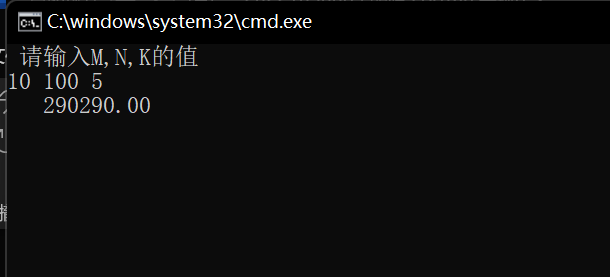 C:\windows\system32\cmd.exe
请输入M,N,K的值
10 100 5
290290.00